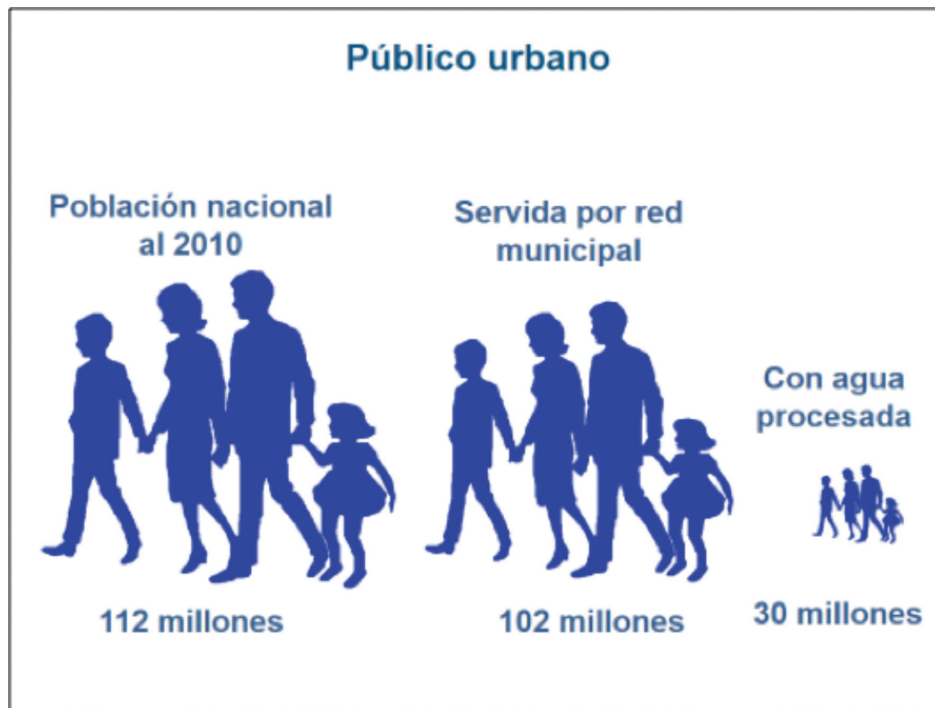 Público urbano
Población nacional
al 2010
Servida por red
municipal
Con agua
procesada
112 millones
102 millones
30 millones